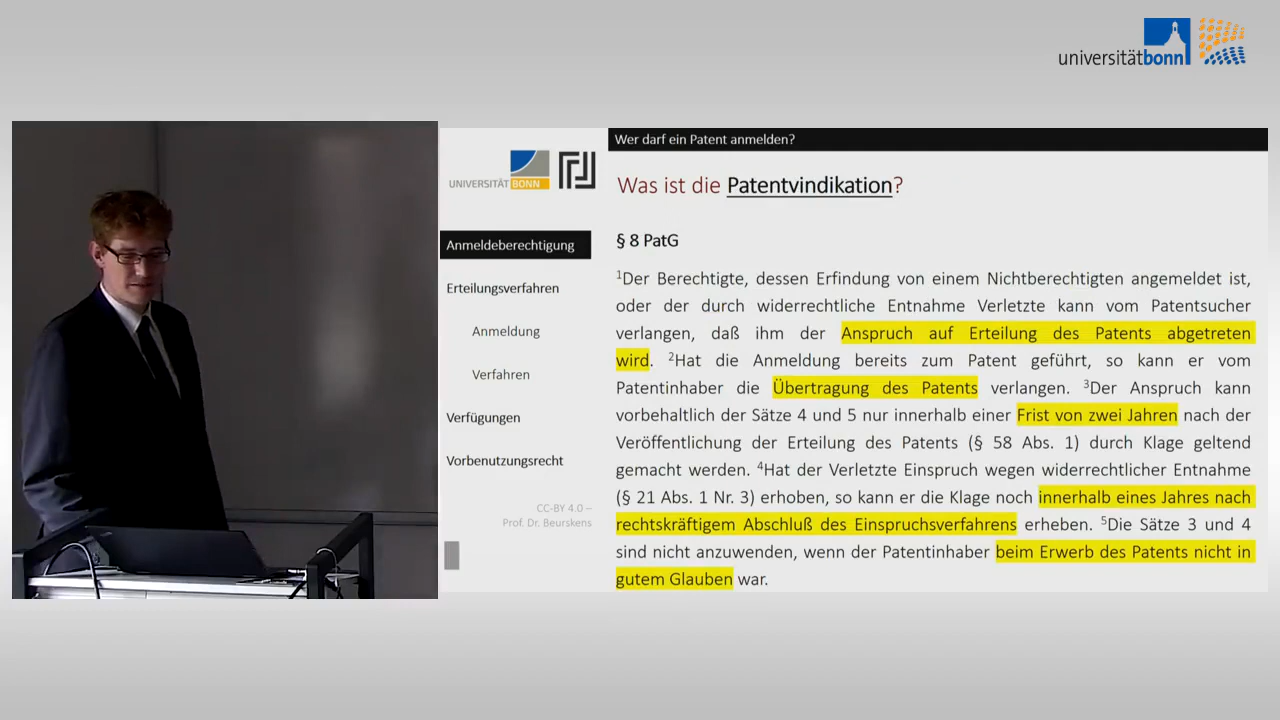 universitätbonn
Wer darf ein Patent anmelden?
UNIVERSITÄT BONN
Was ist die Patentvindikation?
Anmeldeberechtigung
Erteilungsverfahren
Anmeldung
Verfahren
Verfügungen
Vorbenutzungsrecht
CC-BY 4.0 –
Prof. Dr. Beurskens
§ 8 PatG
¹Der Berechtigte, dessen Erfindung von einem Nichtberechtigten angemeldet ist,
oder der durch widerrechtliche Entnahme Verletzte kann vom Patentsucher
verlangen, daß ihm der Anspruch auf Erteilung des Patents abgetreten
wird. ²Hat die Anmeldung bereits zum Patent geführt, so kann er vom
Patentinhaber die Übertragung des Patents verlangen. ³Der Anspruch kann
vorbehaltlich der Sätze 4 und 5 nur innerhalb einer Frist von zwei Jahren nach der
Veröffentlichung der Erteilung des Patents (§ 58 Abs. 1) durch Klage geltend
gemacht werden. ⁴Hat der Verletzte Einspruch wegen widerrechtlicher Entnahme
(§ 21 Abs. 1 Nr. 3) erhoben, so kann er die Klage noch innerhalb eines Jahres nach
rechtskräftigem Abschluß des Einspruchsverfahrens erheben. ⁵Die Sätze 3 und 4
sind nicht anzuwenden, wenn der Patentinhaber beim Erwerb des Patents nicht in
gutem Glauben war.